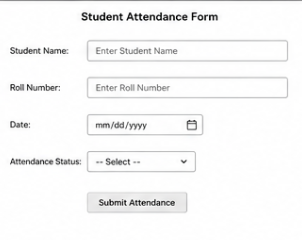 Student Attendance Form
Student Name: Enter Student Name
Roll Number: Enter Roll Number
Date: mm/dd/yyyy
Attendance Status: -- Select --
Submit Attendance